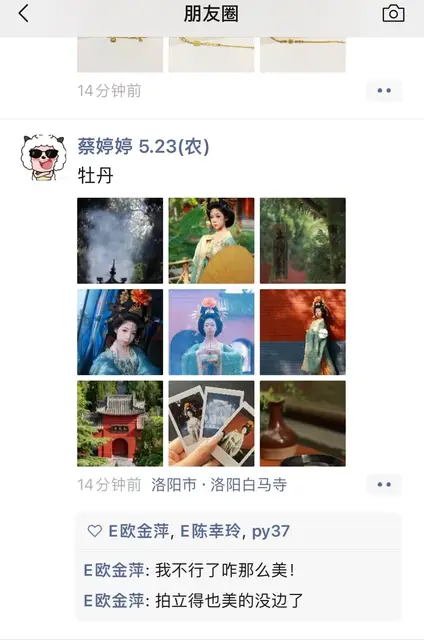 朋友圈
14分钟前
蔡婷婷 5.23(农)
牡丹
14分钟前 洛阳市 · 洛阳白马寺
E欧金萍, E陈幸玲, py37
E欧金萍: 我不行了咋那么美!
E欧金萍: 拍立得也美的没边了